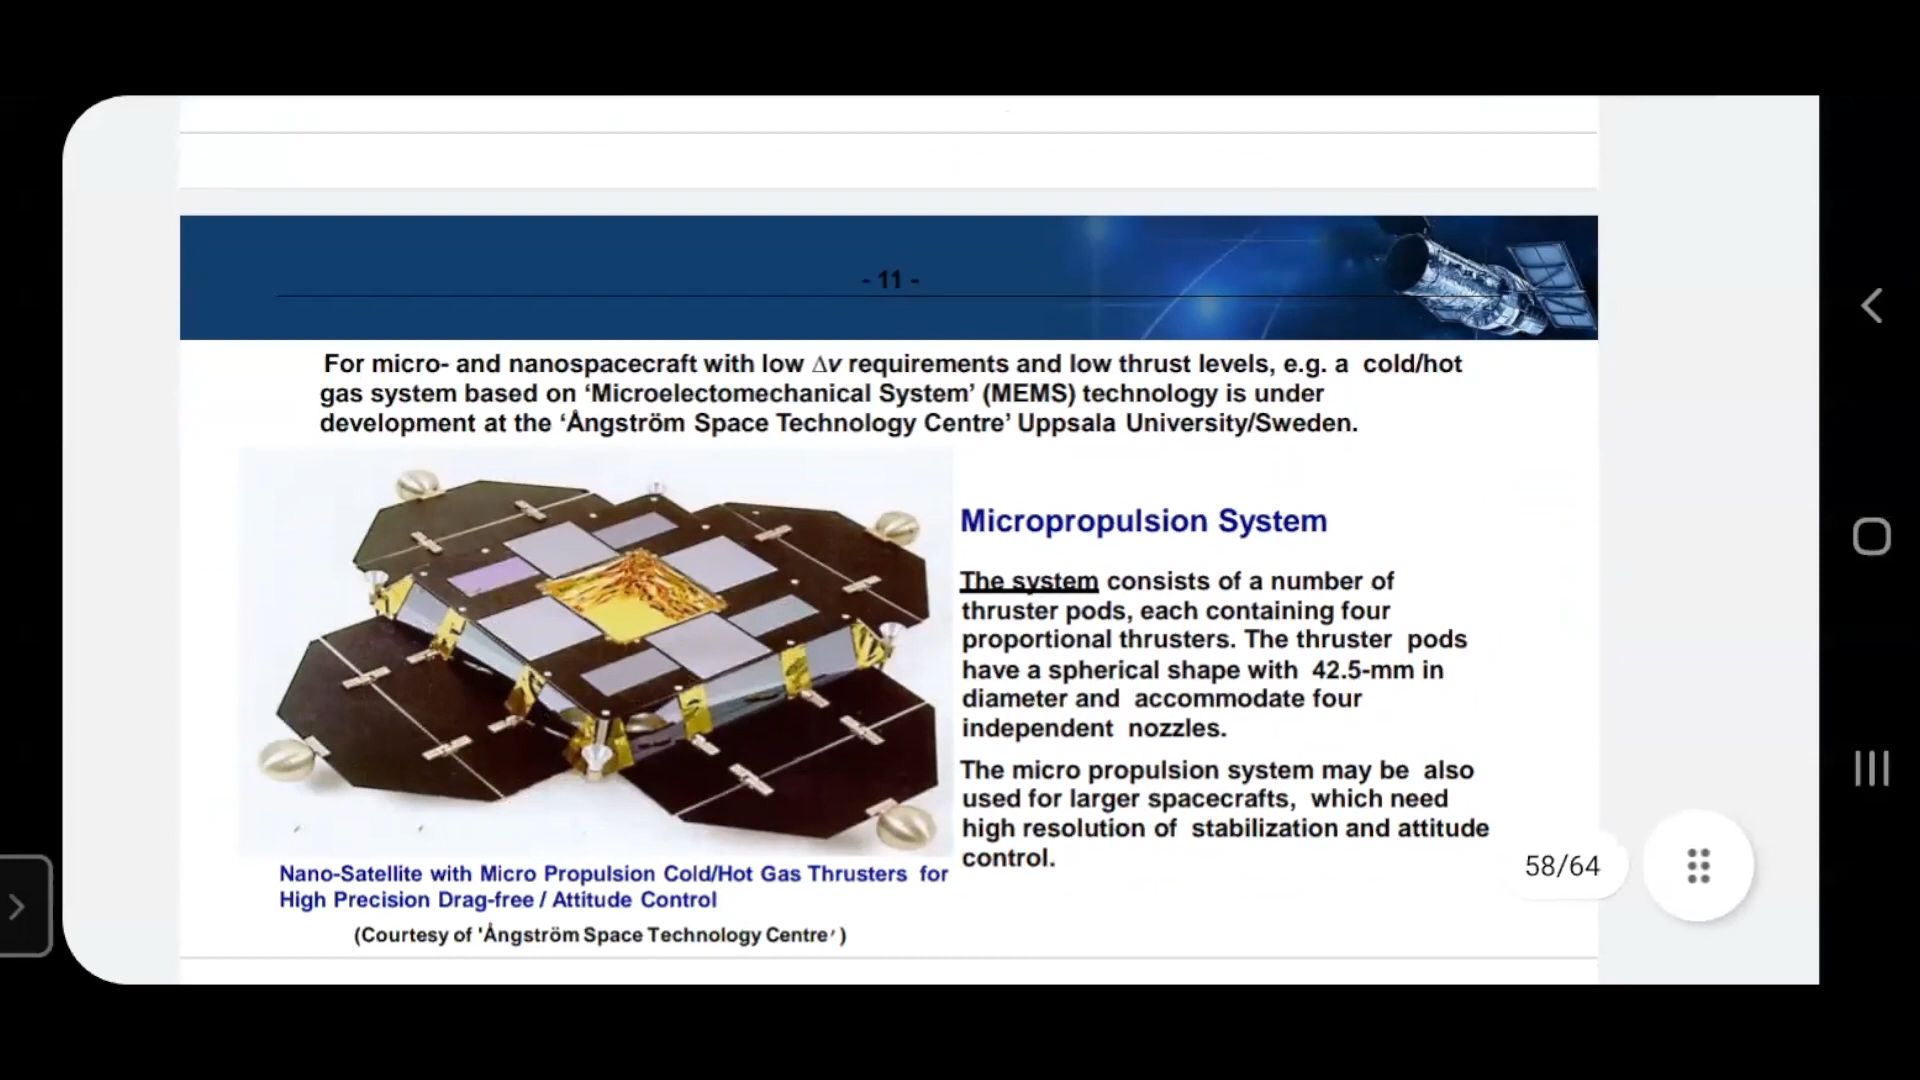 - 11 -
For micro- and nanospacecraft with low Δv requirements and low thrust levels, e.g. a cold/hot
gas system based on ‘Microelectomechanical System’ (MEMS) technology is under
development at the ‘Ångström Space Technology Centre’ Uppsala University/Sweden.
Micropropulsion System
The system consists of a number of
thruster pods, each containing four
proportional thrusters. The thruster pods
have a spherical shape with 42.5-mm in
diameter and accommodate four
independent nozzles.
The micro propulsion system may be also
used for larger spacecrafts, which need
high resolution of stabilization and attitude
control.
Nano-Satellite with Micro Propulsion Cold/Hot Gas Thrusters for
High Precision Drag-free / Attitude Control
(Courtesy of 'Ångström Space Technology Centre′ )
58/64